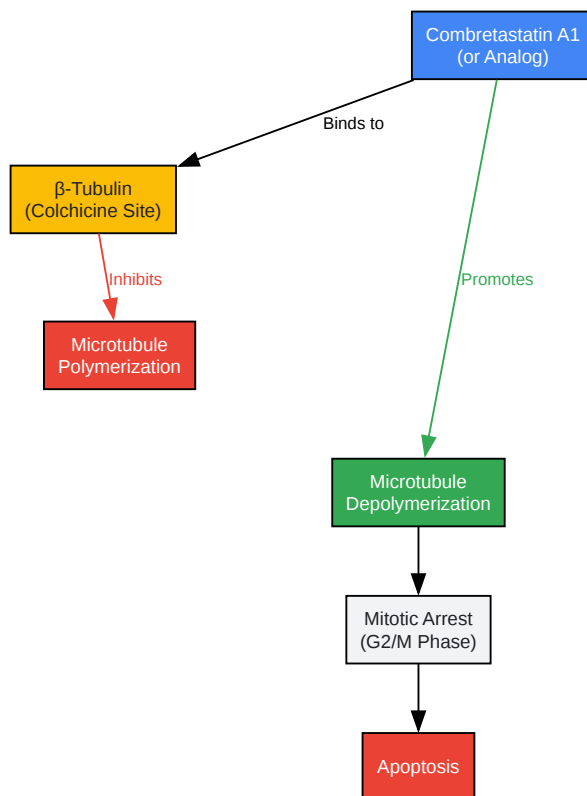 Combretastatin A1
(or Analog)
Binds to
β-Tubulin
(Colchicine Site)
Inhibits
Promotes
Microtubule
Polymerization
Microtubule
Depolymerization
Mitotic Arrest
(G2/M Phase)
Apoptosis